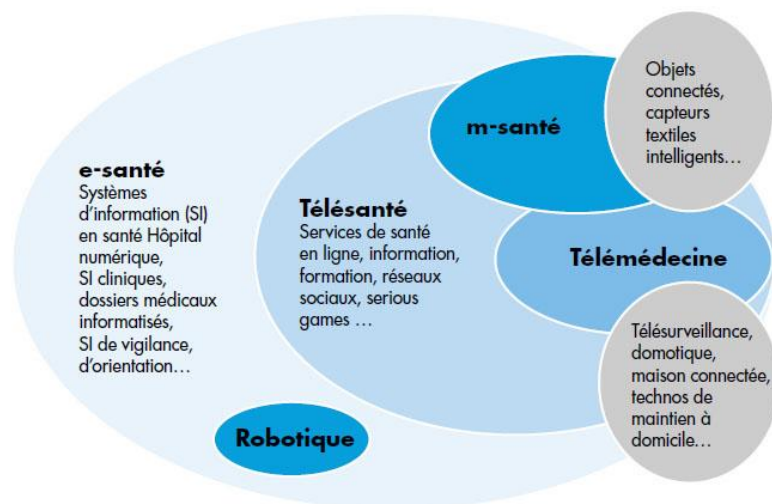 e-santé
Systèmes
d’information (SI)
en santé Hôpital
numérique,
SI cliniques,
dossiers médicaux
informatisés,
SI de vigilance,
d’orientation…
Télésanté
Services de santé
en ligne, information,
formation, réseaux
sociaux, serious
games …
m-santé
Objets
connectés,
capteurs
textiles
intelligents…
Télémédecine
Télésurveillance,
domotique,
maison connectée,
technos de
maintien à
domicile…
Robotique